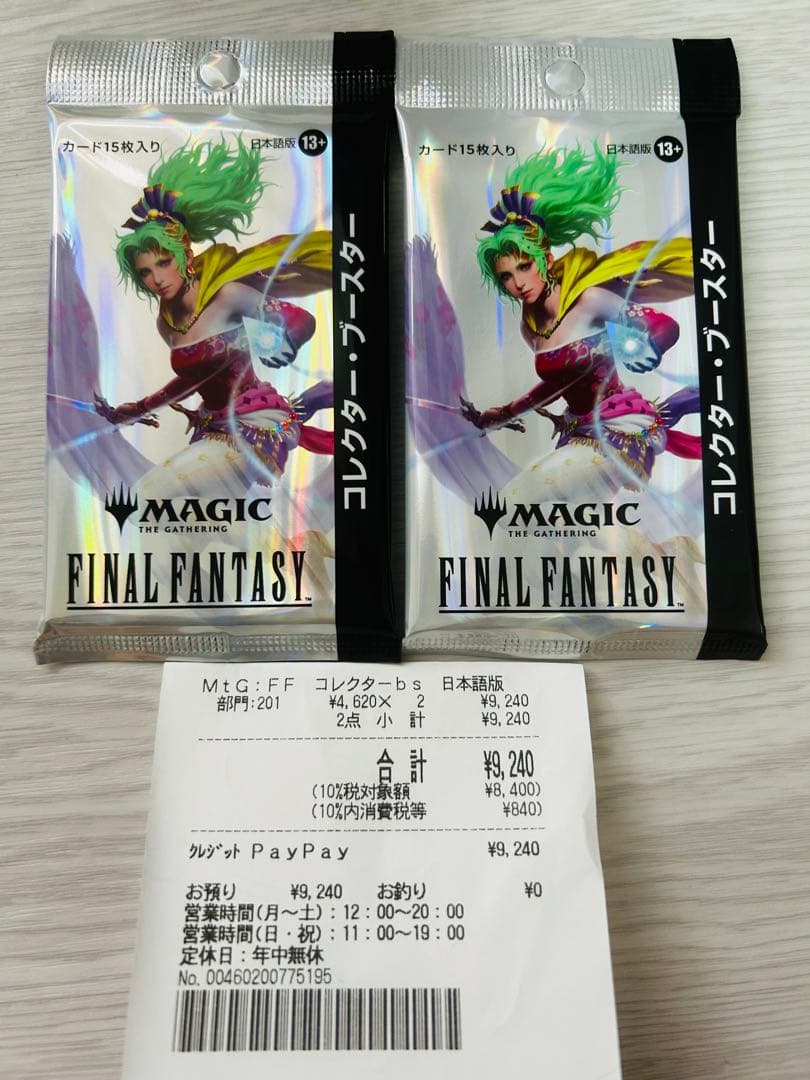 カード15枚入り
日本語版 13+
コレクター・ブースター
MAGIC
THE GATHERING
FINAL FANTASY™
カード15枚入り
日本語版 13+
コレクター・ブースター
MAGIC
THE GATHERING
FINAL FANTASY™
MtG:FF コレクターbs 日本語版
部門:201 ¥4,620× 2 ¥9,240
2点 小 計 ¥9,240
合 計 ¥9,240
(10%税対象額 ¥8,400)
(10%内消費税等 ¥840)
クレジット PayPay ¥9,240
お預り ¥9,240 お釣り ¥0
営業時間(月～土):12:00～20:00
営業時間(日・祝):11:00～19:00
定休日:年中無休
No. 00460200775195